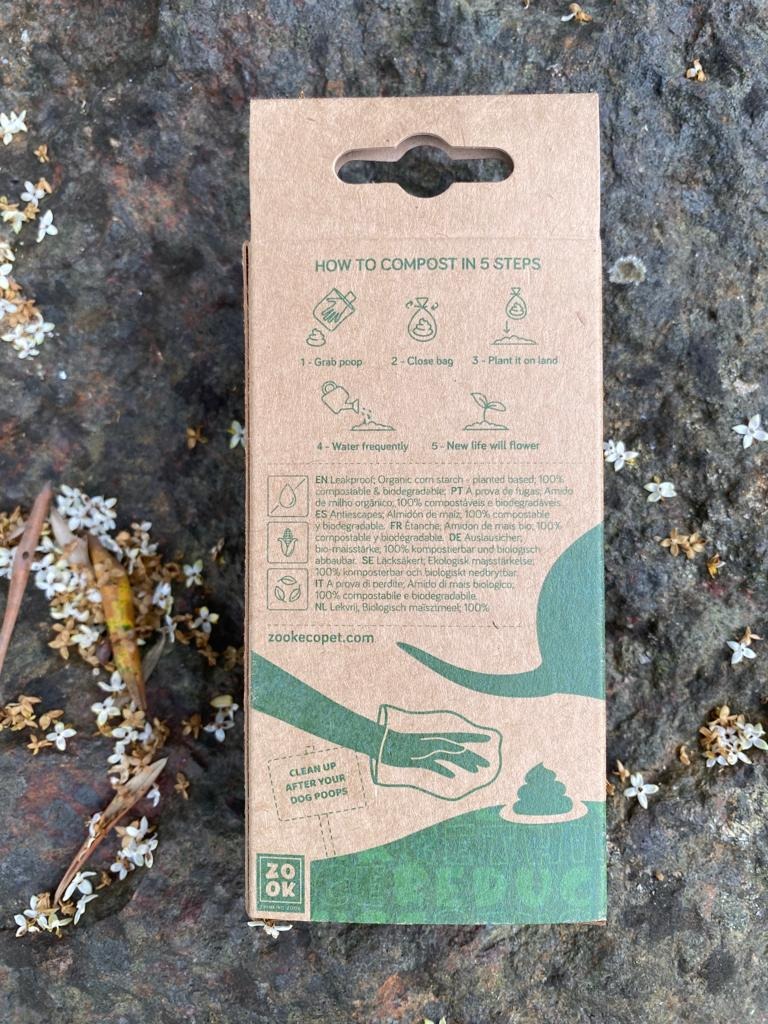 HOW TO COMPOST IN 5 STEPS
1 - Grab poop
2 - Close bag
3 - Plant it on land
4 - Water frequently
5 - New life will flower
EN Leakproof; Organic corn starch - planted based; 100%
compostable & biodegradable; PT À prova de fugas; Amido
de milho orgânico; 100% compostáveis e biodegradáveis
ES Antiescapes; Almidón de maíz; 100% compostable
y biodegradable. FR Étanche; Amidon de mais bio; 100%
compostable y biodégradable. DE Auslausicher;
bio-maisstärke; 100% kompostierbar und biologisch
abbaubar. SE Läcksäkert; Ekologisk majsstärkelse;
100% komposterbar och biologiskt nedbrytbar.
IT A prova di perdite; Amido di mais biologico;
100% compostabile e biodegradabile.
NL Lekvrij, Biologisch maïszmeel; 100%
zookecopet.com
CLEAN UP
AFTER YOUR
DOG POOPS
ZO
OK
REDUC